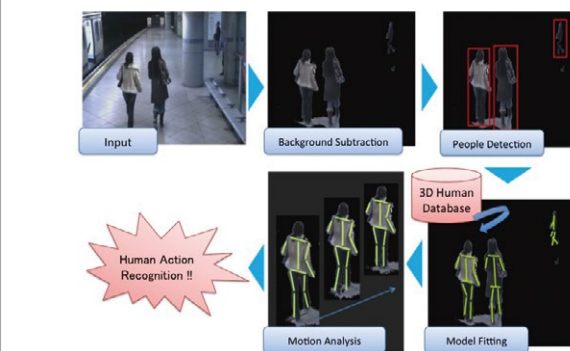 Input
Background Subtraction
People Detection
3D Human
Database
Model Fitting
Motion Analysis
Human Action
Recognition !!